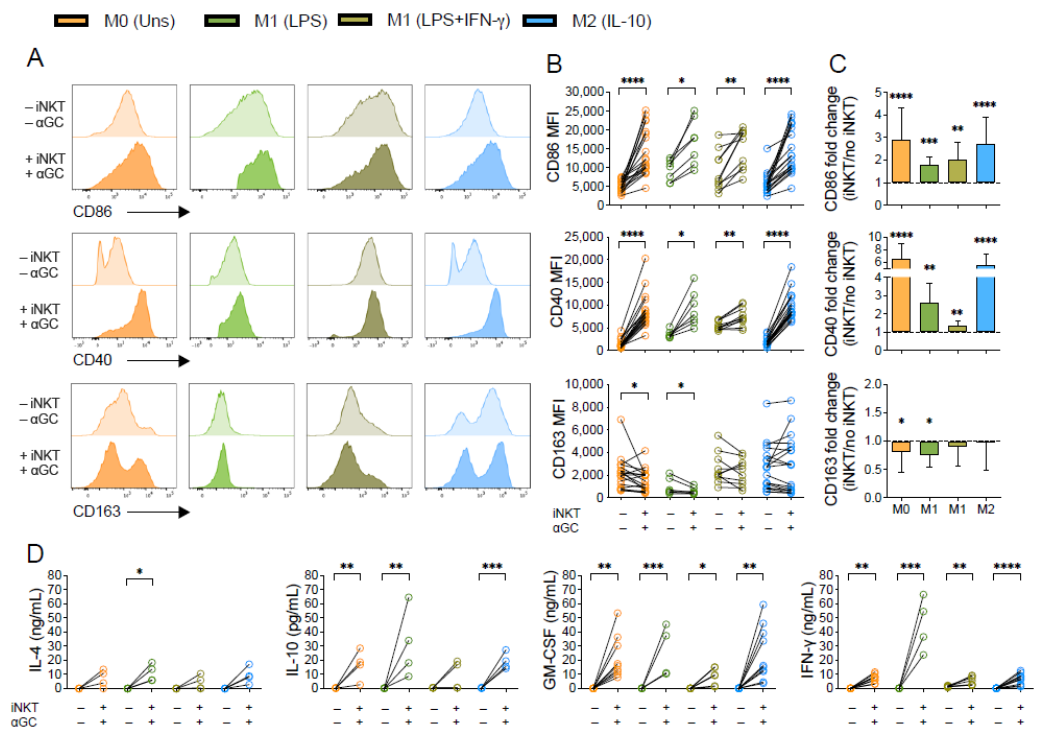 M0 (Uns) M1 (LPS) M1 (LPS+IFN-γ) M2 (IL-10)
A
– iNKT
– αGC
+ iNKT
+ αGC
CD86
– iNKT
– αGC
+ iNKT
+ αGC
CD40
– iNKT
– αGC
+ iNKT
+ αGC
CD163
B
**** * ** ****
CD86 MFI
30,000
25,000
20,000
15,000
10,000
5,000
0
**** * ** ****
CD40 MFI
25,000
20,000
15,000
10,000
5,000
0
* *
CD163 MFI
10,000
8,000
6,000
4,000
2,000
0
iNKT – + – + – + – +
αGC – + – + – + – +
C
CD86 fold change
(iNKT/no iNKT)
5
4
3
2
1
0
**** *** ** ****
CD40 fold change
(iNKT/no iNKT)
10
8
6
4
3
2
1
0
**** ** ** ****
CD163 fold change
(iNKT/no iNKT)
2.0
1.5
1.0
0.5
0.0
* *
M0 M1 M1 M2
D
IL-4 (ng/mL)
80
70
60
50
40
30
20
10
0
*
iNKT – + – + – + – +
αGC – + – + – + – +
IL-10 (pg/mL)
80
70
60
50
40
30
20
10
0
** ** ***
– + – + – + – +
– + – + – + – +
GM-CSF (ng/mL)
80
70
60
50
40
30
20
10
0
** *** * **
– + – + – + – +
– + – + – + – +
IFN-γ (ng/mL)
80
70
60
50
40
30
20
10
0
** *** ** ****
– + – + – + – +
– + – + – + – +